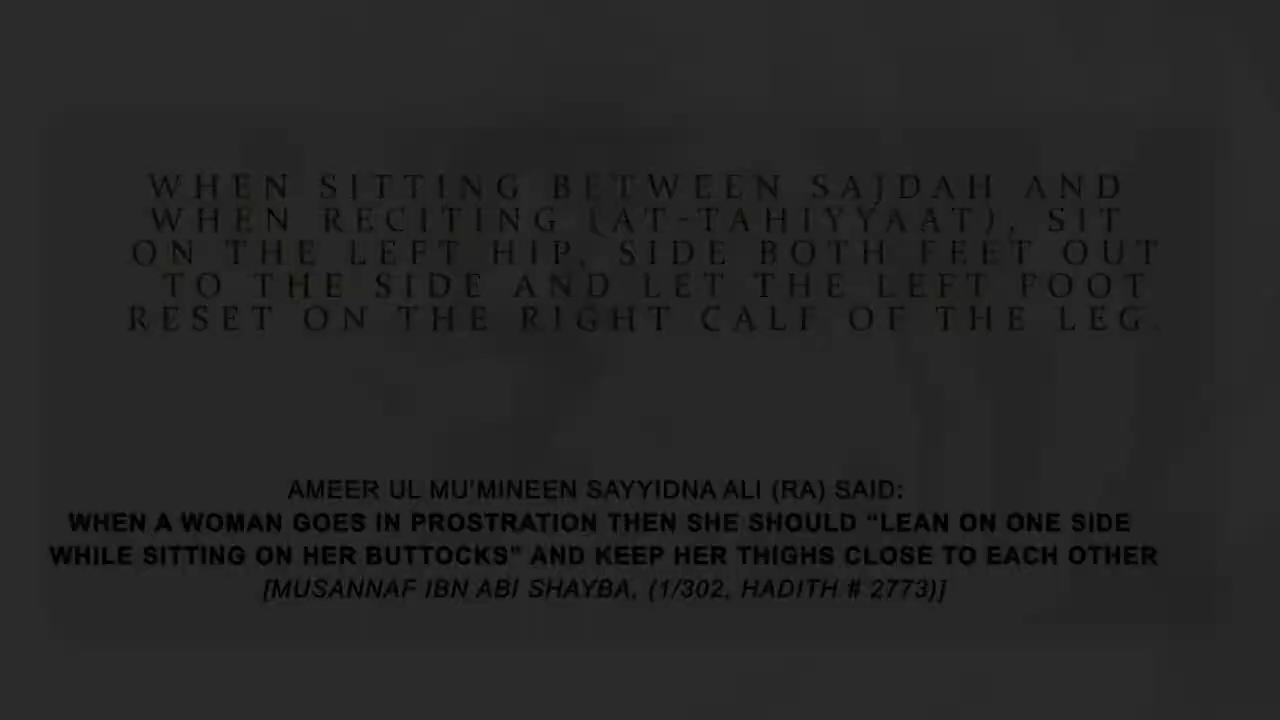 WHEN SITTING BETWEEN SAJDAH AND
WHEN RECITING (AT-TAHIYYAAT), SIT
ON THE LEFT HIP, SIDE BOTH FEET OUT
TO THE SIDE AND LET THE LEFT FOOT
RESET ON THE RIGHT CALF OF THE LEG.
AMEER UL MU'MINEEN SAYYIDNA ALI (RA) SAID:
WHEN A WOMAN GOES IN PROSTRATION THEN SHE SHOULD “LEAN ON ONE SIDE
WHILE SITTING ON HER BUTTOCKS” AND KEEP HER THIGHS CLOSE TO EACH OTHER
[MUSANNAF IBN ABI SHAYBA, (1/302, HADITH # 2773)]